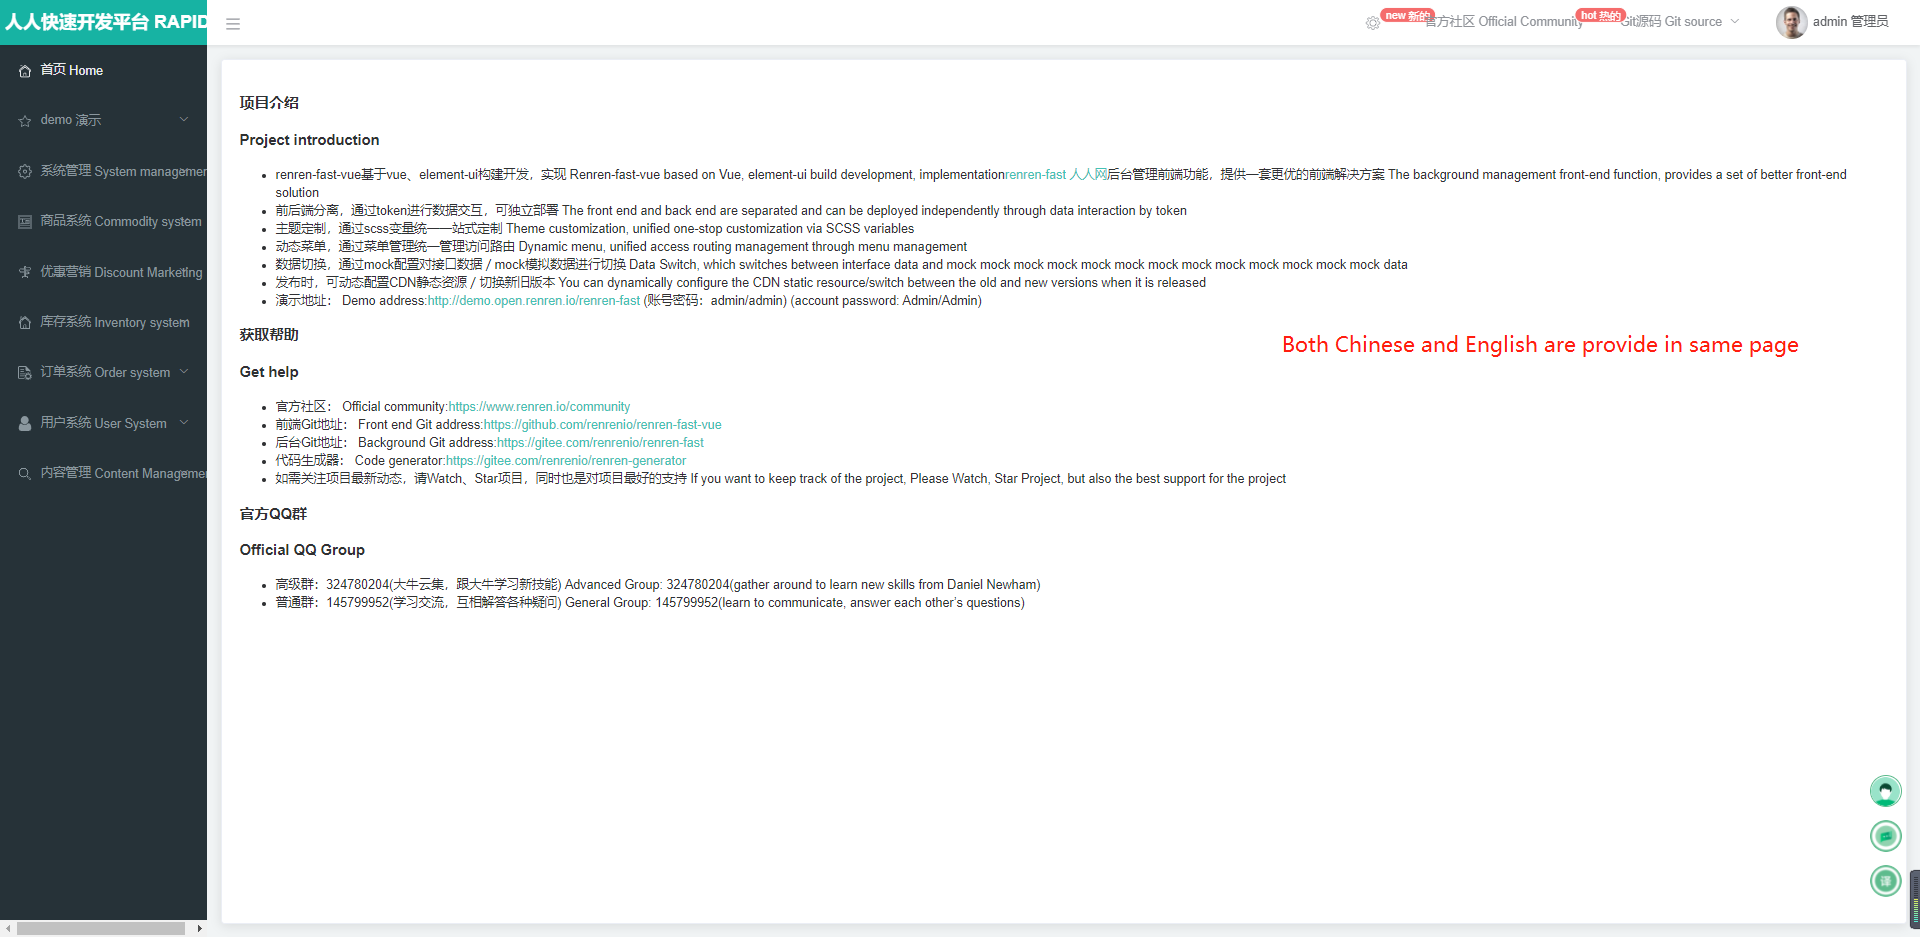 人人快速开发平台 RAPID
new 新的
官方社区 Official Community
hot 热的
Git源码 Git source
admin 管理员
首页 Home
demo 演示
系统管理 System managemen
商品系统 Commodity system
优惠营销 Discount Marketing
库存系统 Inventory system
订单系统 Order system
用户系统 User System
内容管理 Content Managemen
项目介绍
Project introduction
renren-fast-vue基于vue、element-ui构建开发，实现 Renren-fast-vue based on Vue, element-ui build development, implementationrenren-fast 人人网后台管理前端功能，提供一套更优的前端解决方案 The background management front-end function, provides a set of better front-end
solution
前后端分离，通过token进行数据交互，可独立部署 The front end and back end are separated and can be deployed independently through data interaction by token
主题定制，通过scss变量统一一站式定制 Theme customization, unified one-stop customization via SCSS variables
动态菜单，通过菜单管理统一管理访问路由 Dynamic menu, unified access routing management through menu management
数据切换，通过mock配置对接口数据／mock模拟数据进行切换 Data Switch, which switches between interface data and mock mock mock mock mock mock mock mock mock mock mock mock mock data
发布时，可动态配置CDN静态资源／切换新旧版本 You can dynamically configure the CDN static resource/switch between the old and new versions when it is released
演示地址： Demo address:http://demo.open.renren.io/renren-fast (账号密码：admin/admin) (account password: Admin/Admin)
获取帮助
Both Chinese and English are provide in same page
Get help
官方社区： Official community:https://www.renren.io/community
前端Git地址： Front end Git address:https://github.com/renrenio/renren-fast-vue
后台Git地址： Background Git address:https://gitee.com/renrenio/renren-fast
代码生成器： Code generator:https://gitee.com/renrenio/renren-generator
如需关注项目最新动态，请Watch、Star项目，同时也是对项目最好的支持 If you want to keep track of the project, Please Watch, Star Project, but also the best support for the project
官方QQ群
Official QQ Group
高级群：324780204(大牛云集，跟大牛学习新技能) Advanced Group: 324780204(gather around to learn new skills from Daniel Newham)
普通群：145799952(学习交流，互相解答各种疑问) General Group: 145799952(learn to communicate, answer each other's questions)
译